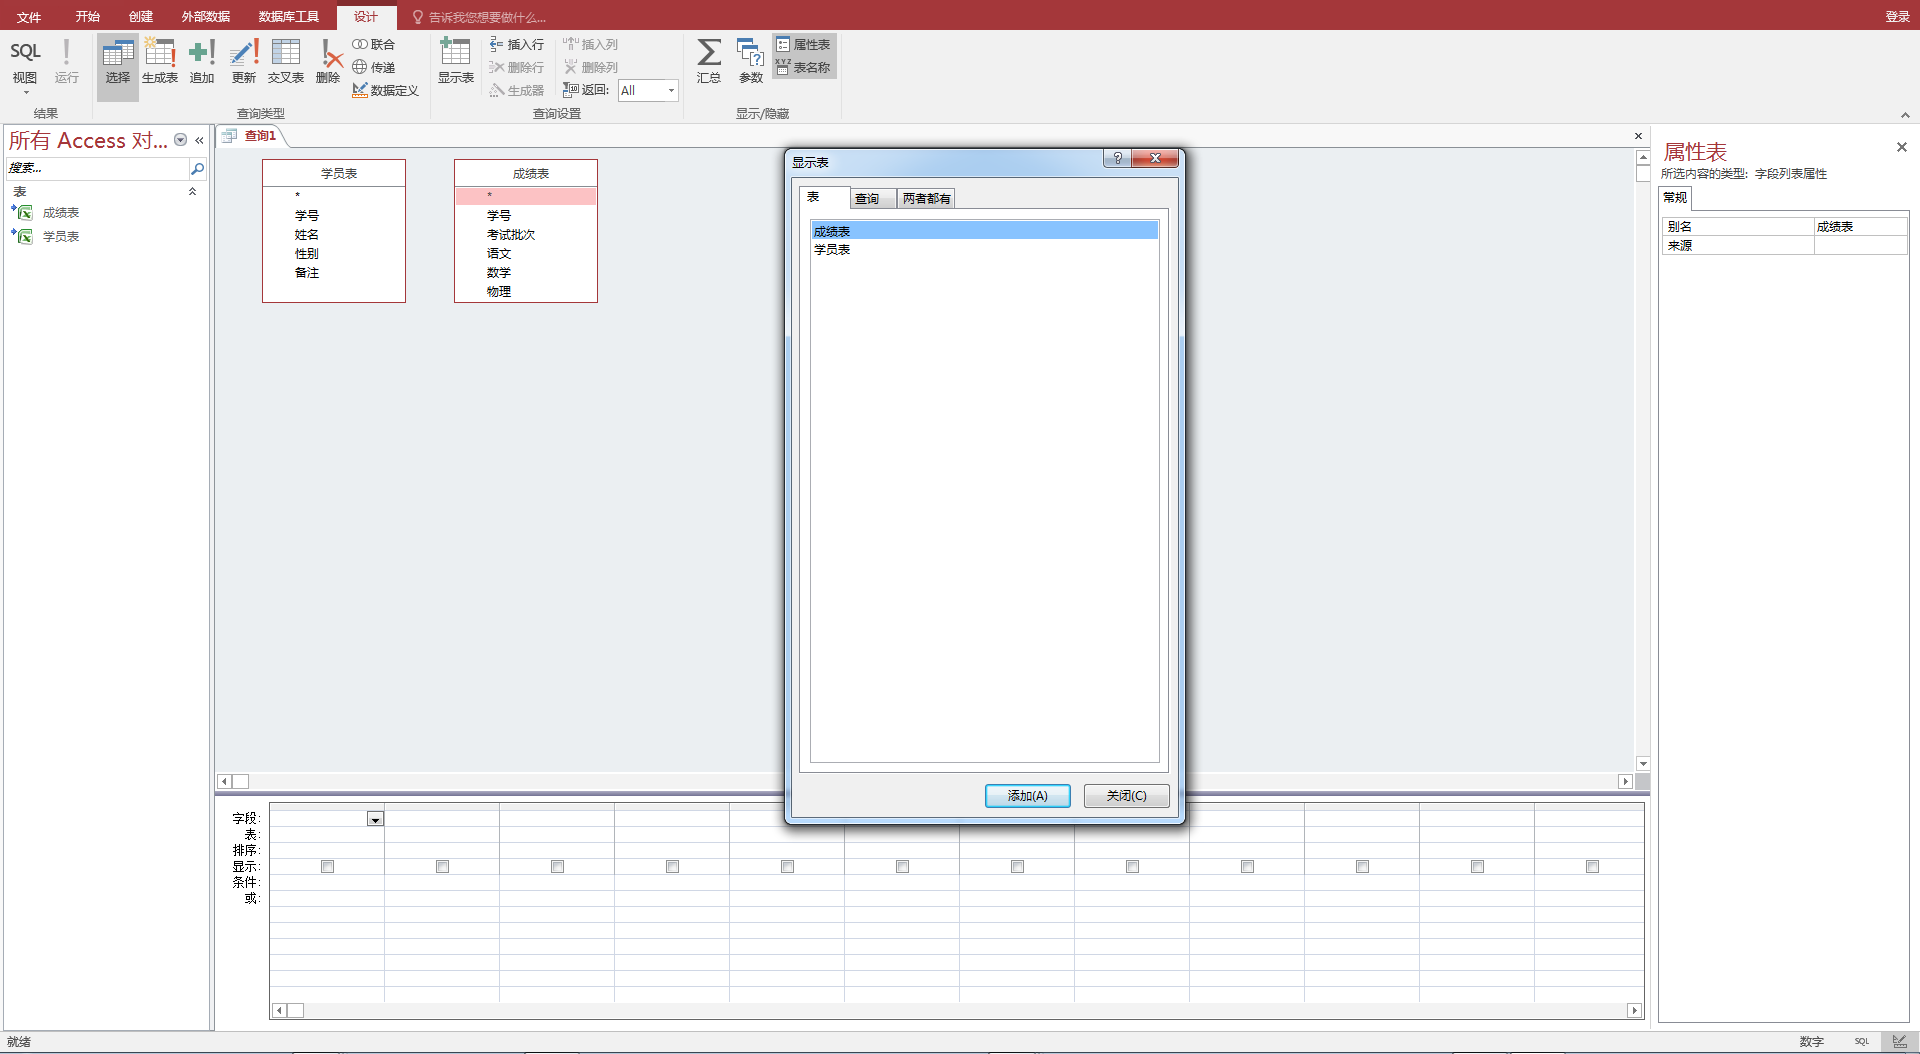 文件 开始 创建 外部数据 数据库工具 设计 告诉我您想要做什么... 登录
SQL
视图
运行
选择
生成表
追加
更新
交叉表
删除
联合
传递
数据定义
显示表
插入行
删除行
生成器
插入列
删除列
返回: All
汇总
参数
属性表
表名称
结果 查询类型 查询设置 显示/隐藏
所有 Access 对...
搜索...
表
成绩表
学员表
查询1
学员表
*
学号
姓名
性别
备注
成绩表
*
学号
考试批次
语文
数学
物理
显示表
表 查询 两者都有
成绩表
学员表
添加(A) 关闭(C)
属性表
所选内容的类型: 字段列表属性
常规
别名 成绩表
来源
字段:
表:
排序:
显示:
条件:
或:
就绪 数字 SQL